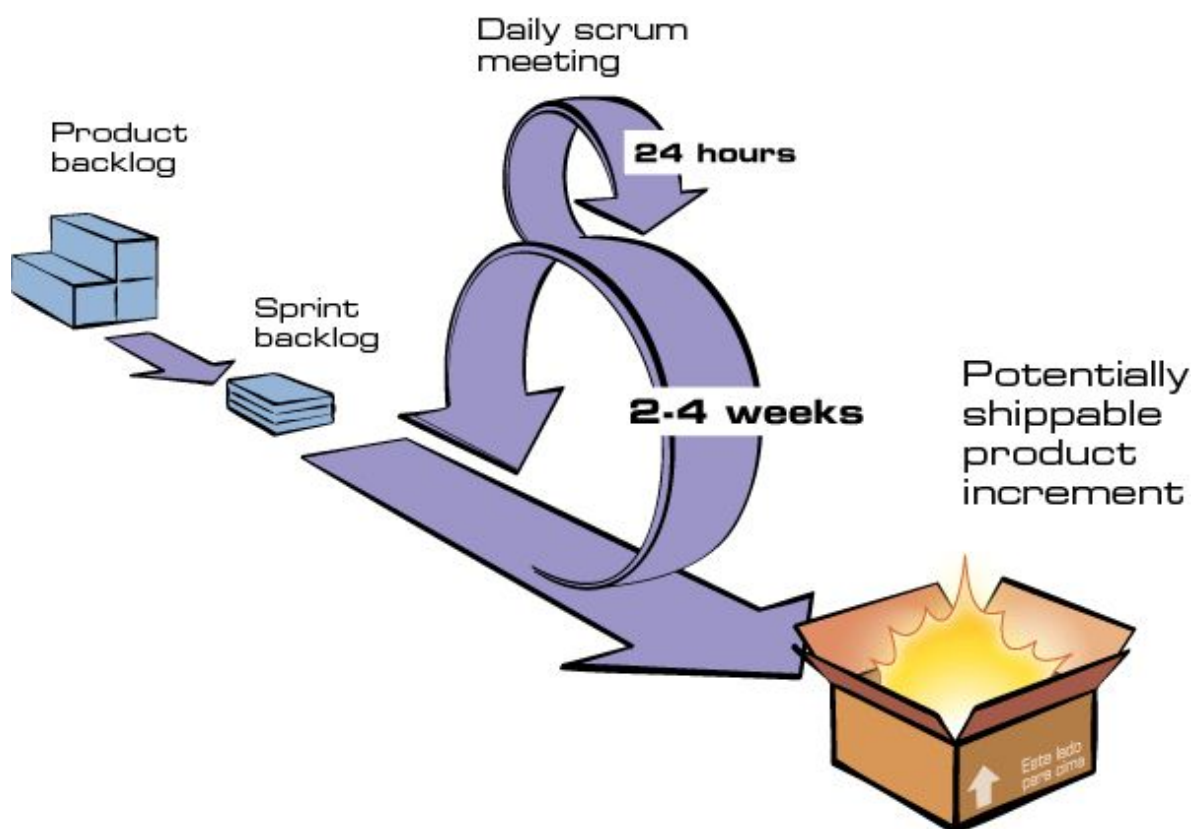 Daily scrum
meeting
Product
backlog
24 hours
Sprint
backlog
2-4 weeks
Potentially
shippable
product
increment
Este lado
para cima